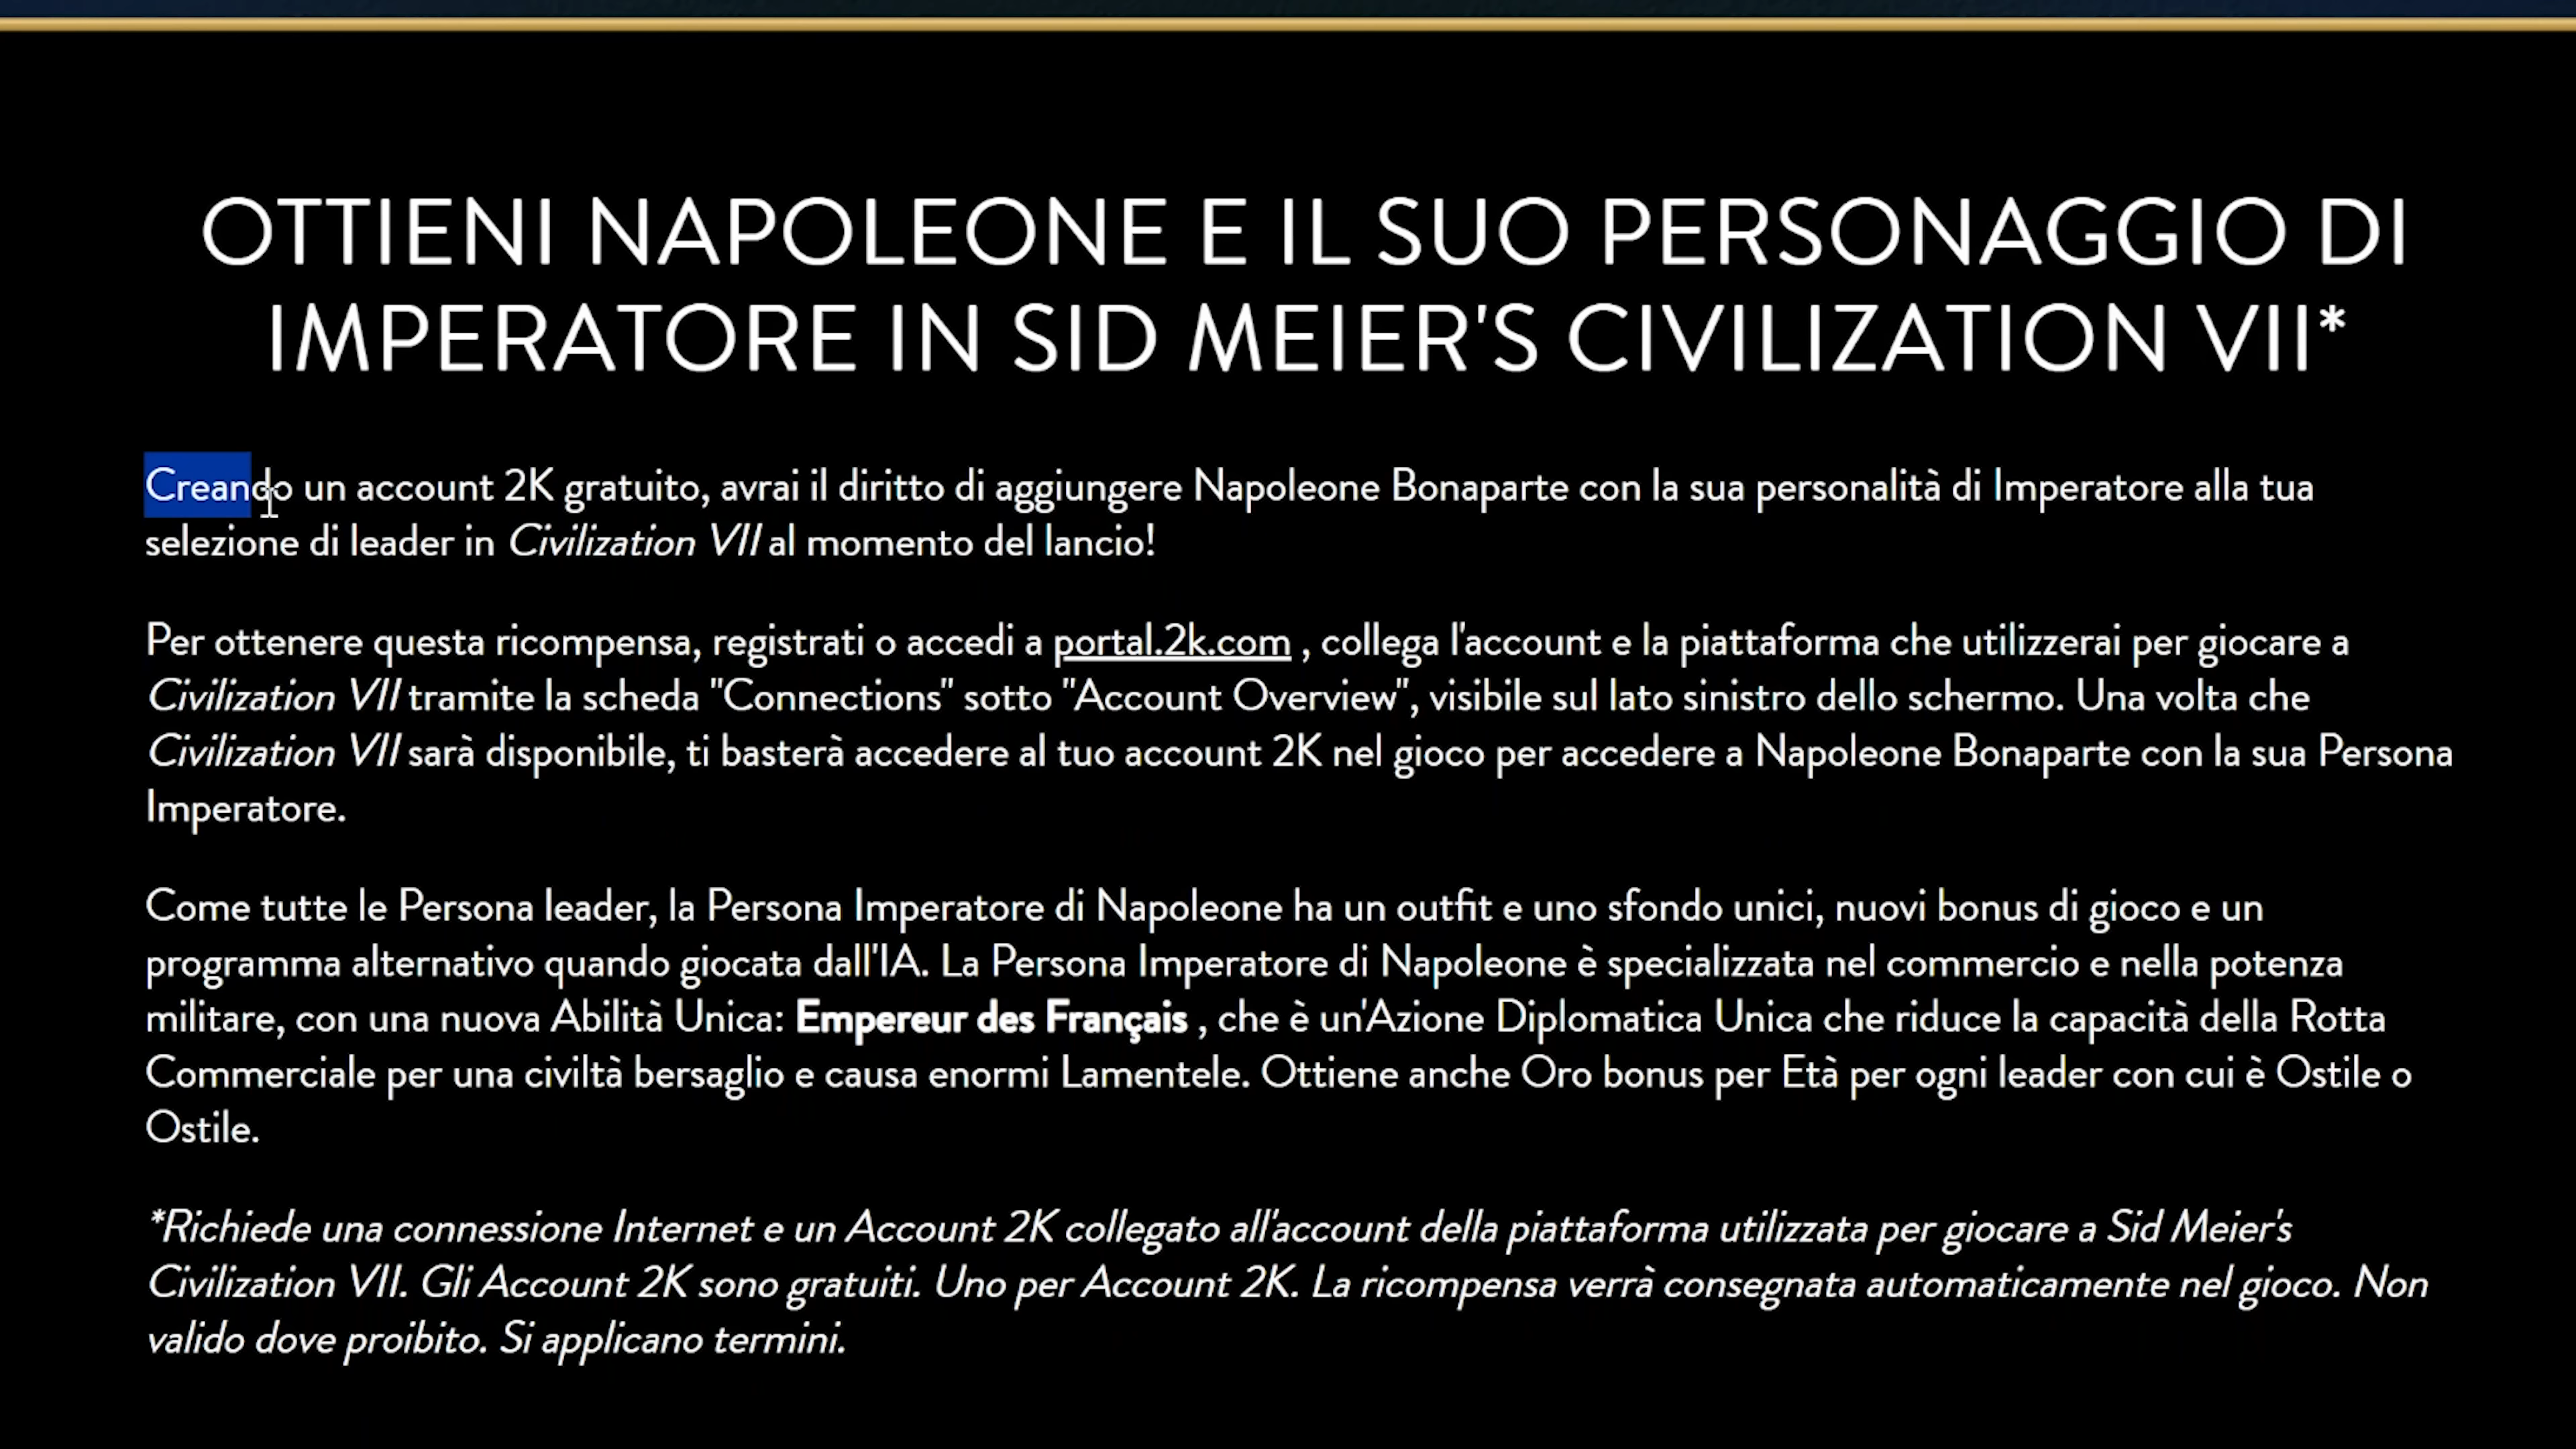 OTTIENI NAPOLEONE E IL SUO PERSONAGGIO DI
IMPERATORE IN SID MEIER'S CIVILIZATION VII*
Creando un account 2K gratuito, avrai il diritto di aggiungere Napoleone Bonaparte con la sua personalità di Imperatore alla tua
selezione di leader in Civilization VII al momento del lancio!
Per ottenere questa ricompensa, registrati o accedi a portal.2k.com , collega l'account e la piattaforma che utilizzerai per giocare a
Civilization VII tramite la scheda "Connections" sotto "Account Overview", visibile sul lato sinistro dello schermo. Una volta che
Civilization VII sarà disponibile, ti basterà accedere al tuo account 2K nel gioco per accedere a Napoleone Bonaparte con la sua Persona
Imperatore.
Come tutte le Persona leader, la Persona Imperatore di Napoleone ha un outfit e uno sfondo unici, nuovi bonus di gioco e un
programma alternativo quando giocata dall'IA. La Persona Imperatore di Napoleone è specializzata nel commercio e nella potenza
militare, con una nuova Abilità Unica: Empereur des Français , che è un'Azione Diplomatica Unica che riduce la capacità della Rotta
Commerciale per una civiltà bersaglio e causa enormi Lamentele. Ottiene anche Oro bonus per Età per ogni leader con cui è Ostile o
Ostile.
*Richiede una connessione Internet e un Account 2K collegato all'account della piattaforma utilizzata per giocare a Sid Meier's
Civilization VII. Gli Account 2K sono gratuiti. Uno per Account 2K. La ricompensa verrà consegnata automaticamente nel gioco. Non
valido dove proibito. Si applicano termini.